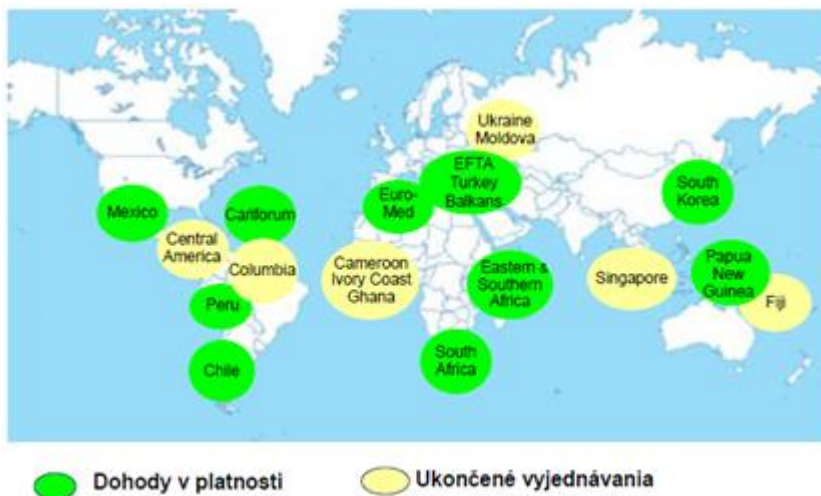 Ukraine
Moldova
EFTA
Turkey
Balkans
South
Korea
Mexico
Cariforum
Euro-
Med
Central
America
Columbia
Cameroon
Ivory Coast
Ghana
Eastern &
Southern
Africa
Singapore
Papua
New
Guinea
Fiji
Peru
South
Africa
Chile
Dohody v platnosti
Ukončené vyjednávania